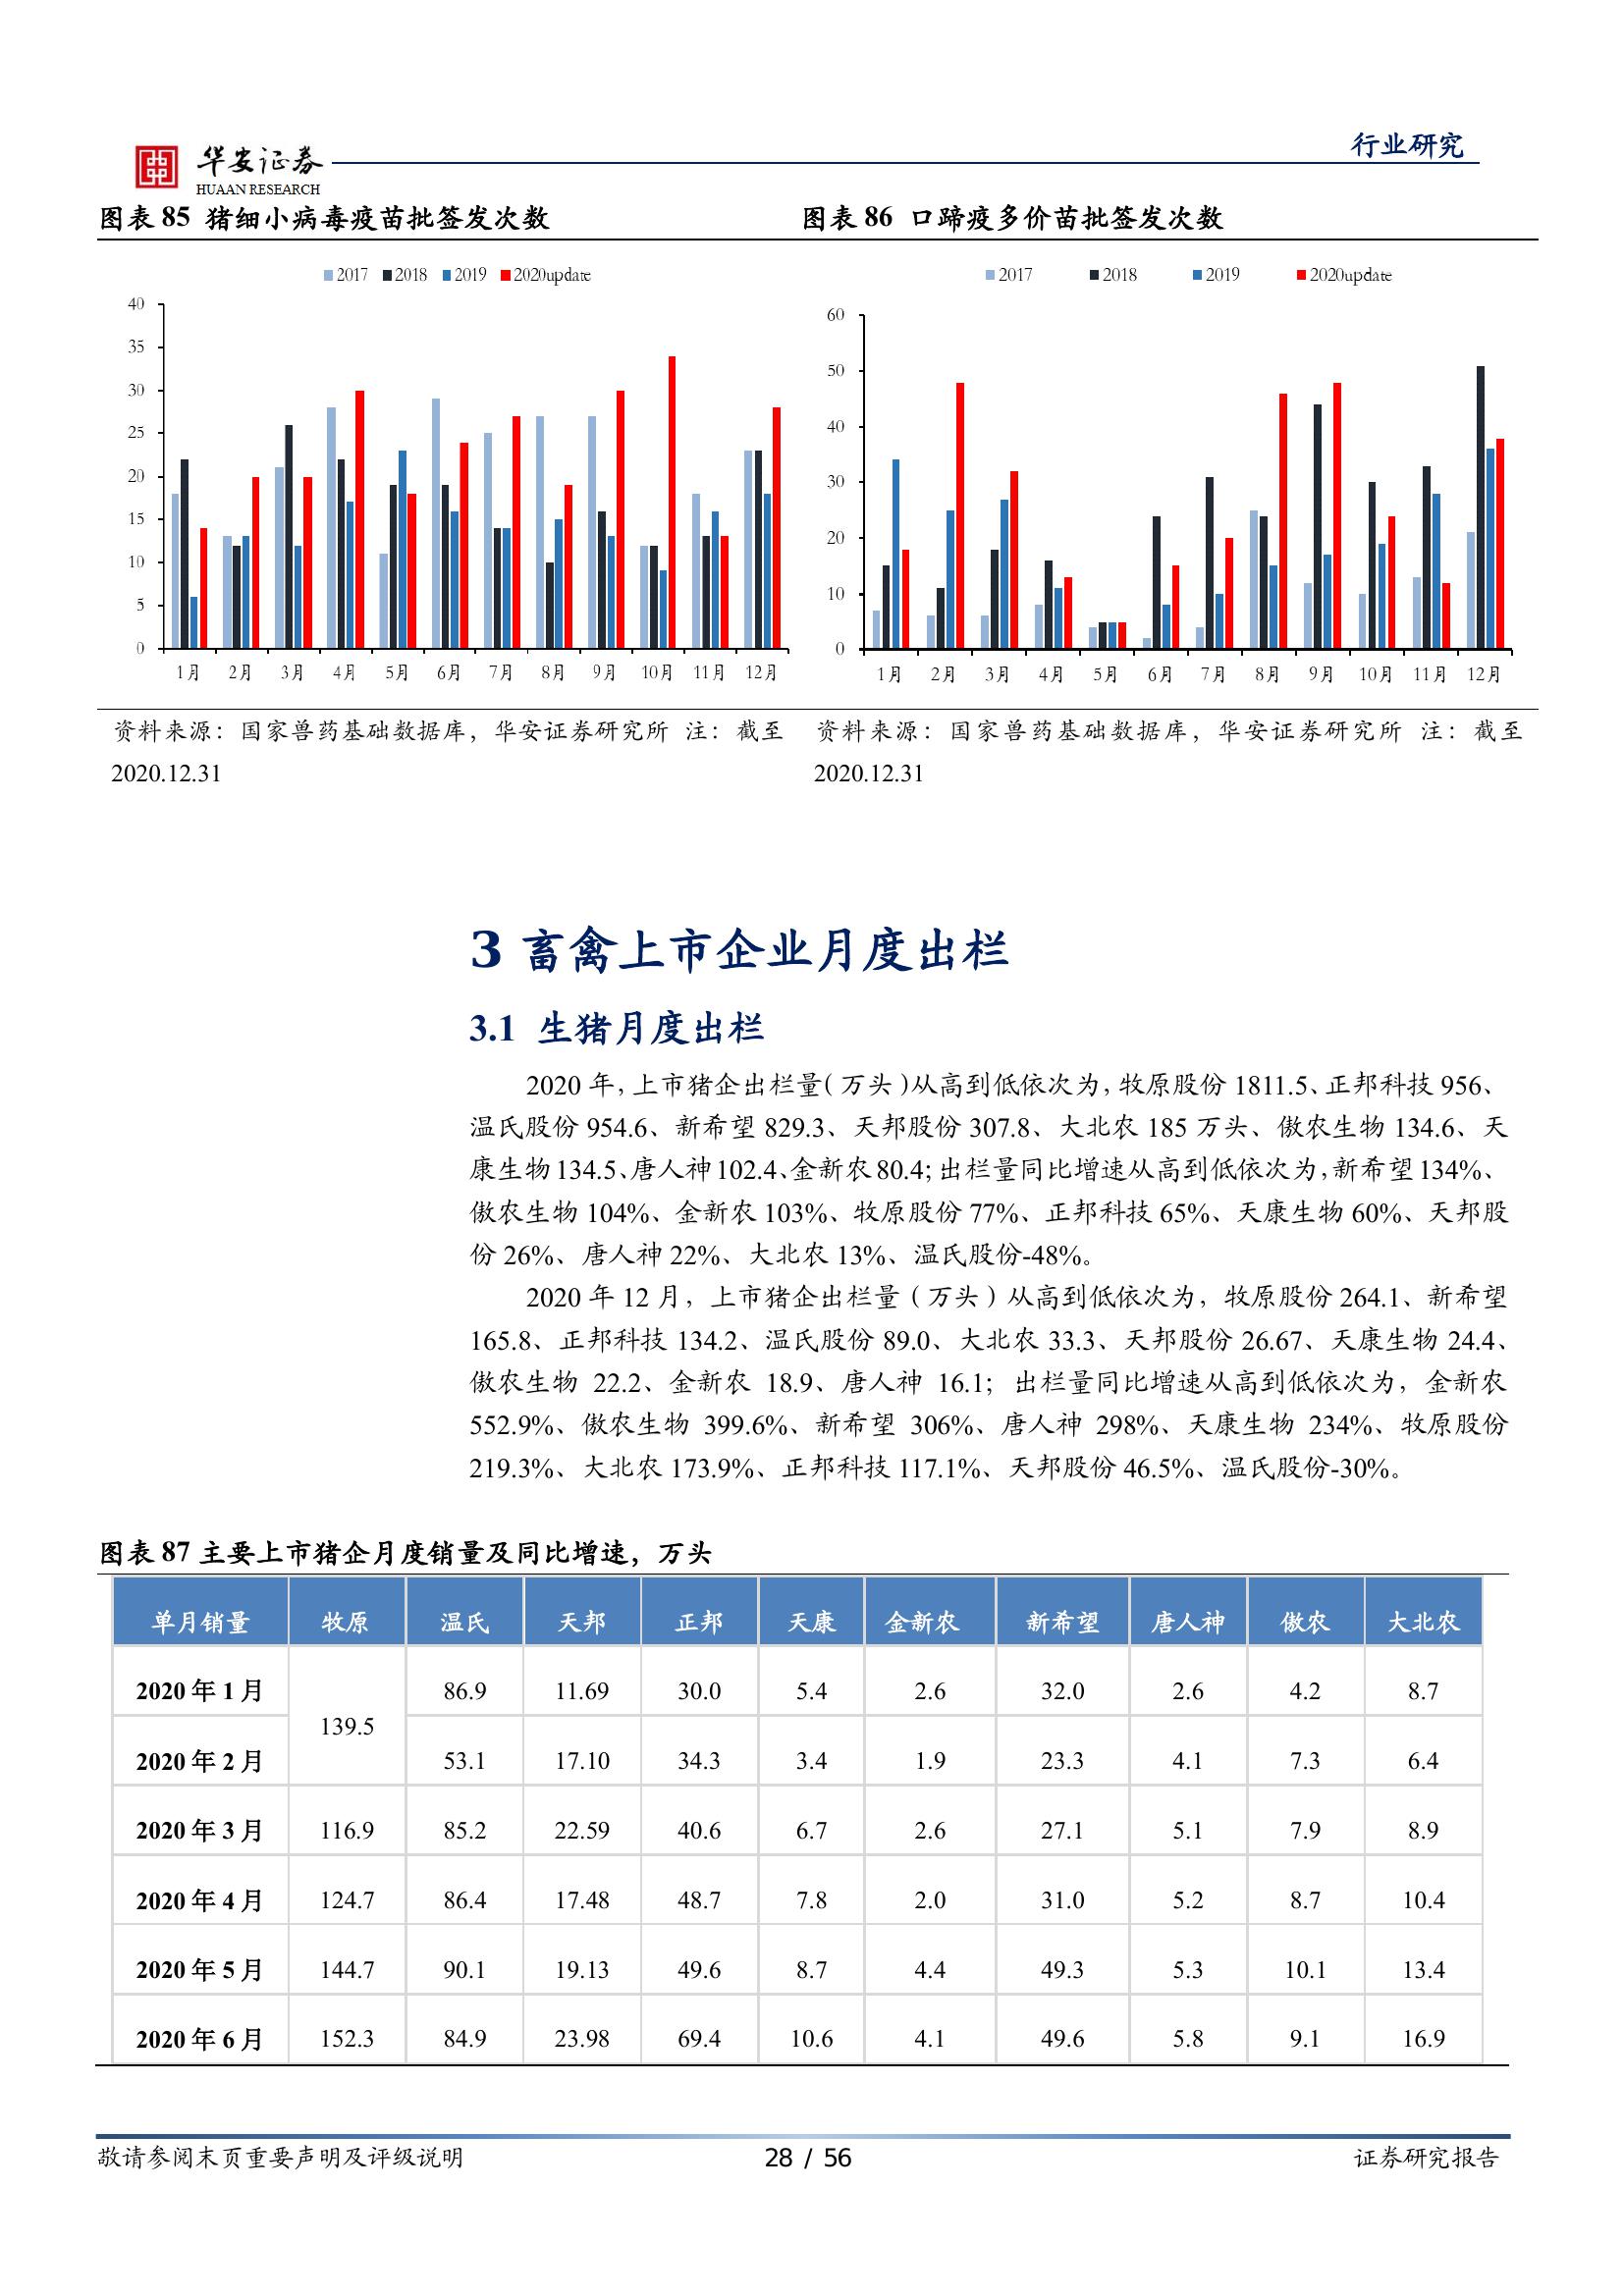 华安证券
HUAAN RESEARCH
行业研究
图表 85 猪细小病毒疫苗批签发次数
图表 86 口蹄疫多价苗批签发次数
2017 2018 2019 2020update
40
35
30
25
20
15
10
5
0
1月 2月 3月 4月 5月 6月 7月 8月 9月 10月 11月 12月
2017 2018 2019 2020update
60
50
40
30
20
10
0
1月 2月 3月 4月 5月 6月 7月 8月 9月 10月 11月 12月
资料来源：国家兽药基础数据库，华安证券研究所 注：截至
2020.12.31
资料来源：国家兽药基础数据库，华安证券研究所 注：截至
2020.12.31
3 畜禽上市企业月度出栏
3.1 生猪月度出栏
2020 年，上市猪企出栏量（万头）从高到低依次为，牧原股份 1811.5、正邦科技 956、
温氏股份 954.6、新希望 829.3、天邦股份 307.8、大北农 185 万头、傲农生物 134.6、天
康生物 134.5、唐人神 102.4、金新农 80.4；出栏量同比增速从高到低依次为，新希望 134%、
傲农生物 104%、金新农 103%、牧原股份 77%、正邦科技 65%、天康生物 60%、天邦股
份 26%、唐人神 22%、大北农 13%、温氏股份-48%。
2020 年 12 月，上市猪企出栏量（万头）从高到低依次为，牧原股份 264.1、新希望
165.8、正邦科技 134.2、温氏股份 89.0、大北农 33.3、天邦股份 26.67、天康生物 24.4、
傲农生物 22.2、金新农 18.9、唐人神 16.1；出栏量同比增速从高到低依次为，金新农
552.9%、傲农生物 399.6%、新希望 306%、唐人神 298%、天康生物 234%、牧原股份
219.3%、大北农 173.9%、正邦科技 117.1%、天邦股份 46.5%、温氏股份-30%。
图表 87 主要上市猪企月度销量及同比增速，万头
单月销量 牧原 温氏 天邦 正邦 天康 金新农 新希望 唐人神 傲农 大北农
2020 年 1 月 139.5 86.9 11.69 30.0 5.4 2.6 32.0 2.6 4.2 8.7
2020 年 2 月 53.1 17.10 34.3 3.4 1.9 23.3 4.1 7.3 6.4
2020 年 3 月 116.9 85.2 22.59 40.6 6.7 2.6 27.1 5.1 7.9 8.9
2020 年 4 月 124.7 86.4 17.48 48.7 7.8 2.0 31.0 5.2 8.7 10.4
2020 年 5 月 144.7 90.1 19.13 49.6 8.7 4.4 49.3 5.3 10.1 13.4
2020 年 6 月 152.3 84.9 23.98 69.4 10.6 4.1 49.6 5.8 9.1 16.9
敬请参阅末页重要声明及评级说明
28 / 56
证券研究报告